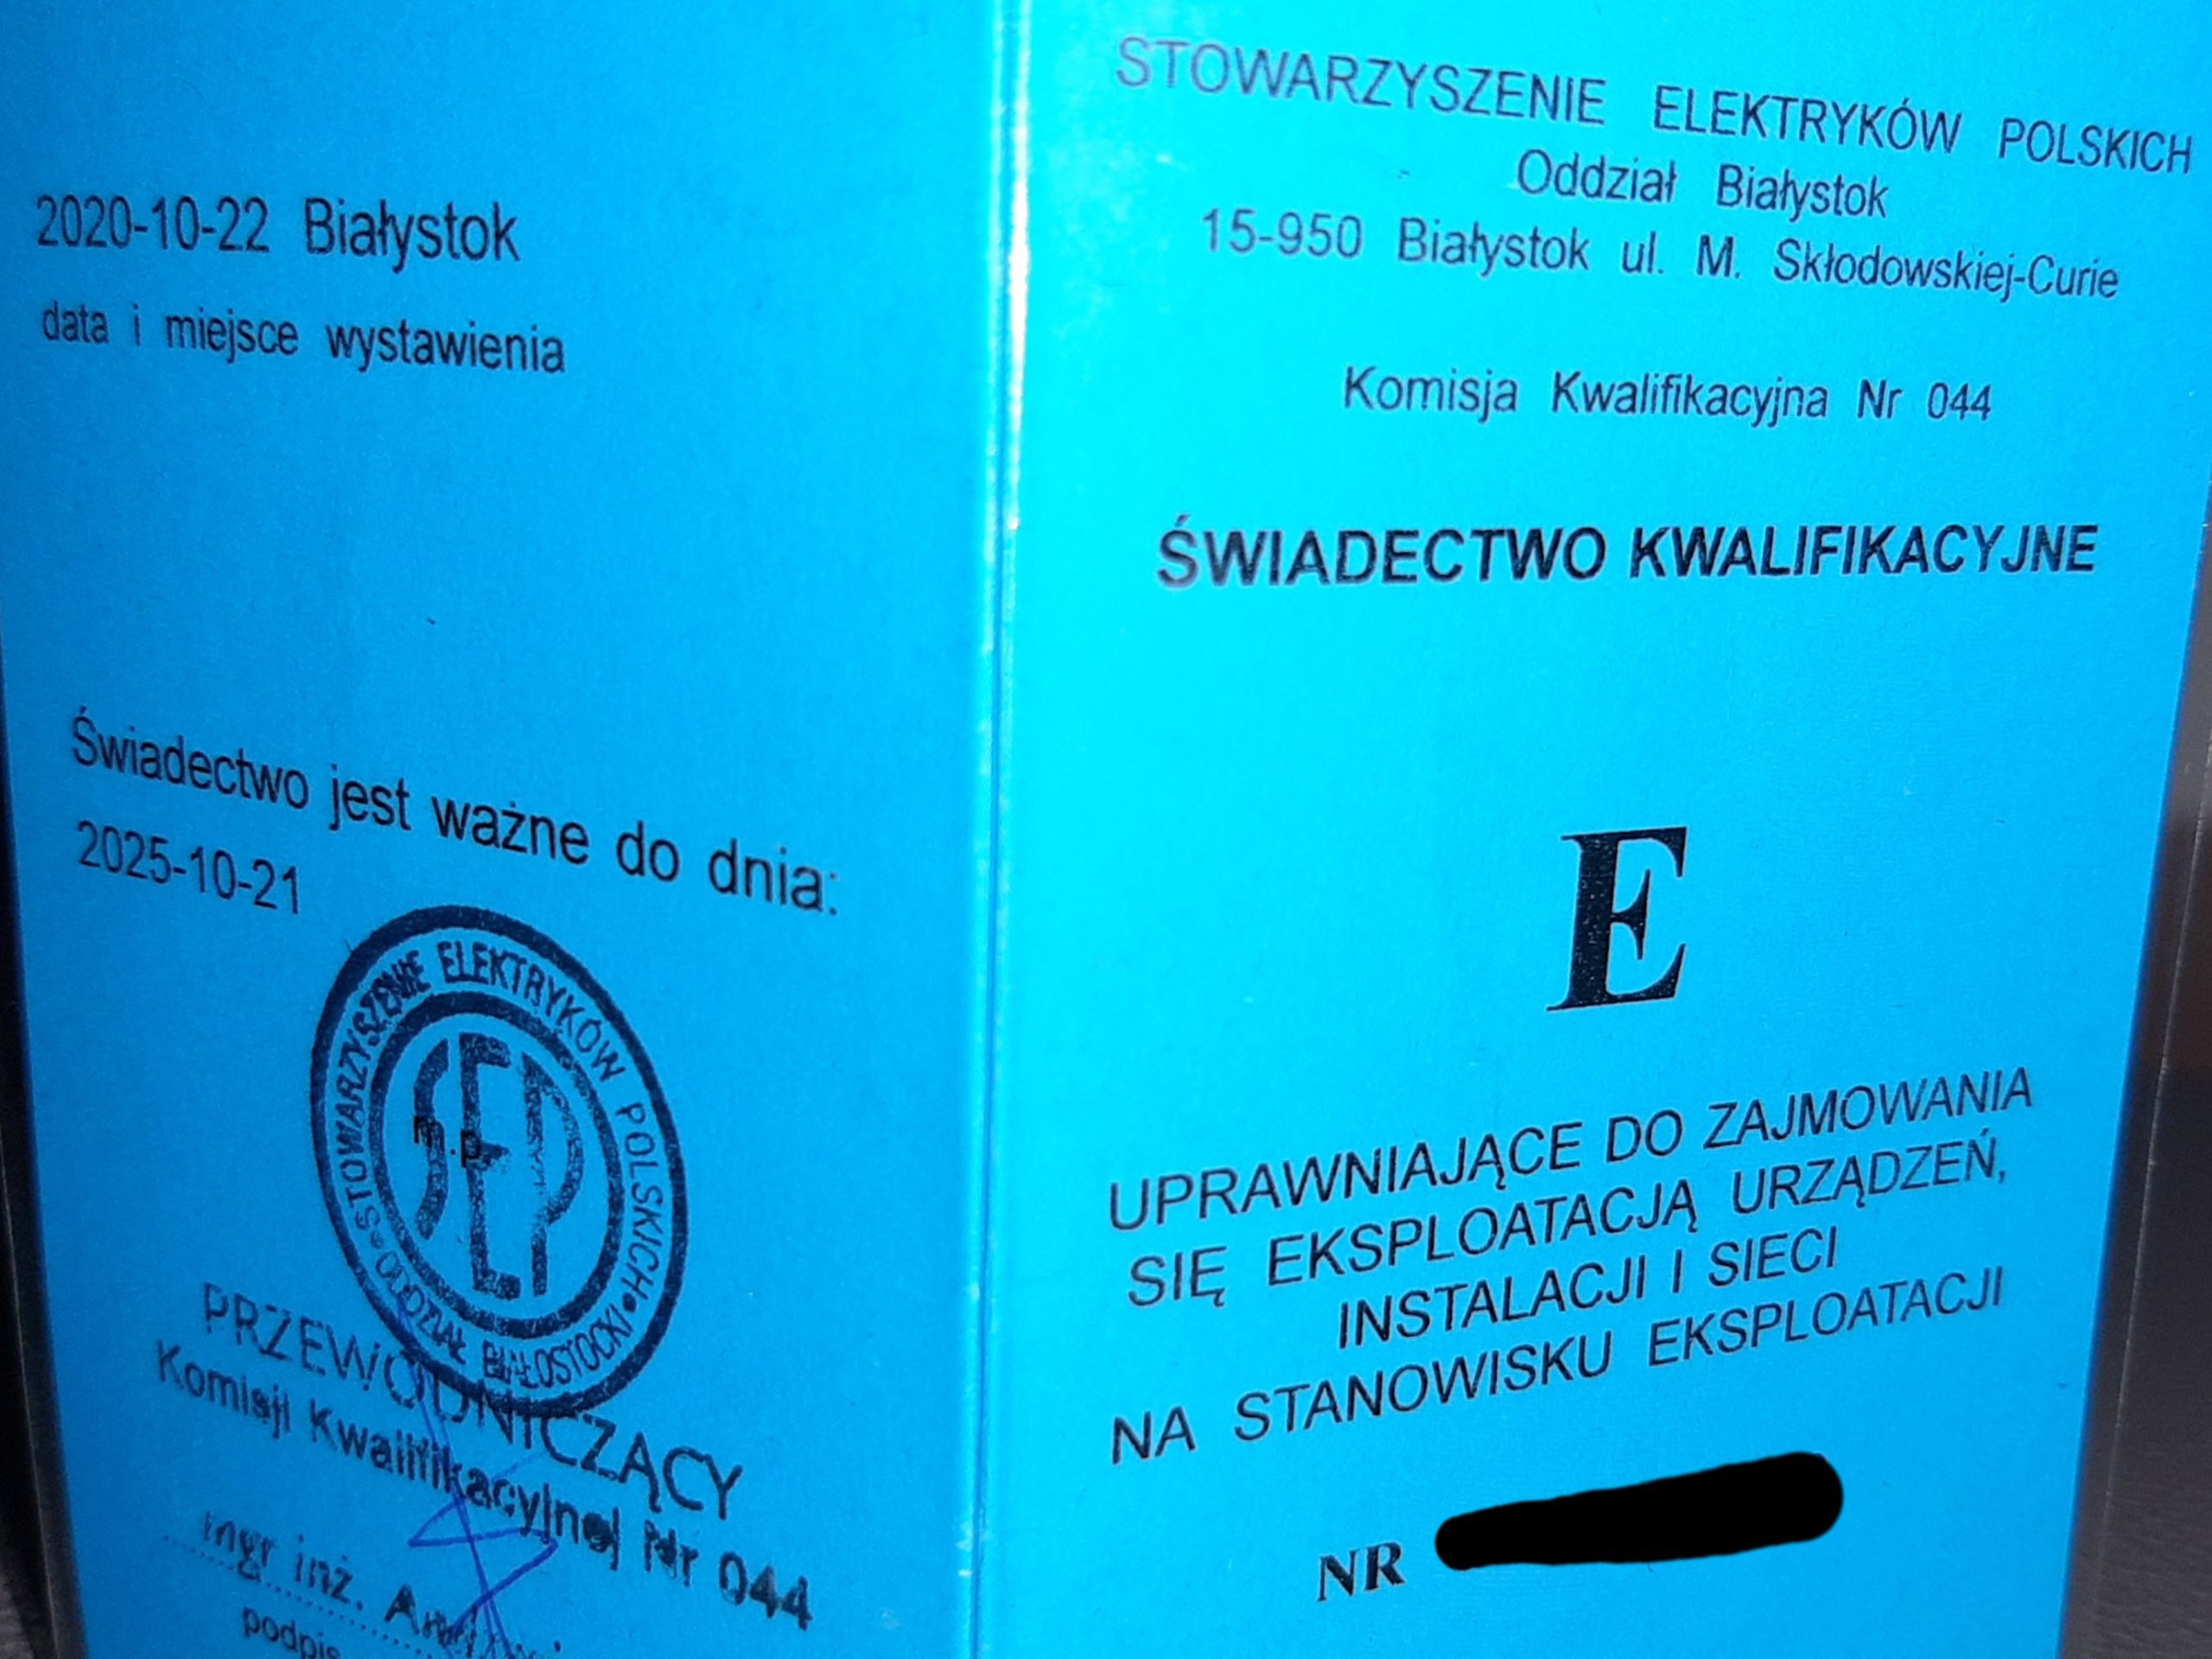 2020-10-22 Białystok
data i miejsce wystawienia
Świadectwo jest ważne do dnia:
2025-10-21
STOWARZYSZENIE ELEKTRYKÓW POLSKICH
ODDZIAŁ BIAŁOSTOCKI
SEP
m.p.
PRZEWODNICZĄCY
Komisji Kwalifikacyjnej Nr 044
mgr inż.
podpis
STOWARZYSZENIE ELEKTRYKÓW POLSKICH
Oddział Białystok
15-950 Białystok ul. M. Skłodowskiej-Curie
Komisja Kwalifikacyjna Nr 044
ŚWIADECTWO KWALIFIKACYJNE
E
UPRAWNIAJĄCE DO ZAJMOWANIA
SIĘ EKSPLOATACJĄ URZĄDZEŃ,
INSTALACJI I SIECI
NA STANOWISKU EKSPLOATACJI
NR